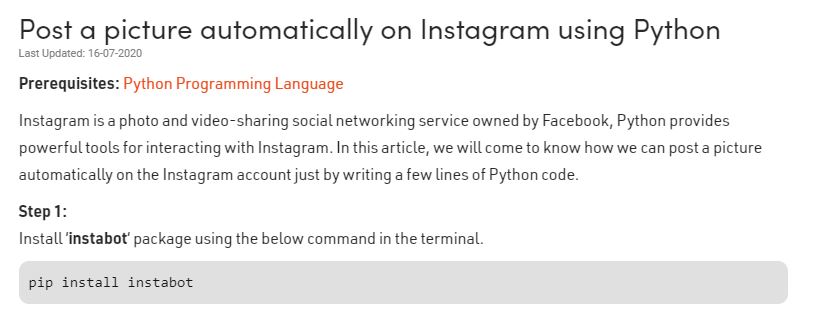 Post a picture automatically on Instagram using Python
Last Updated: 16-07-2020
Prerequisites: Python Programming Language
Instagram is a photo and video-sharing social networking service owned by Facebook, Python provides
powerful tools for interacting with Instagram. In this article, we will come to know how we can post a picture
automatically on the Instagram account just by writing a few lines of Python code.
Step 1:
Install ‘instabot’ package using the below command in the terminal.
pip install instabot